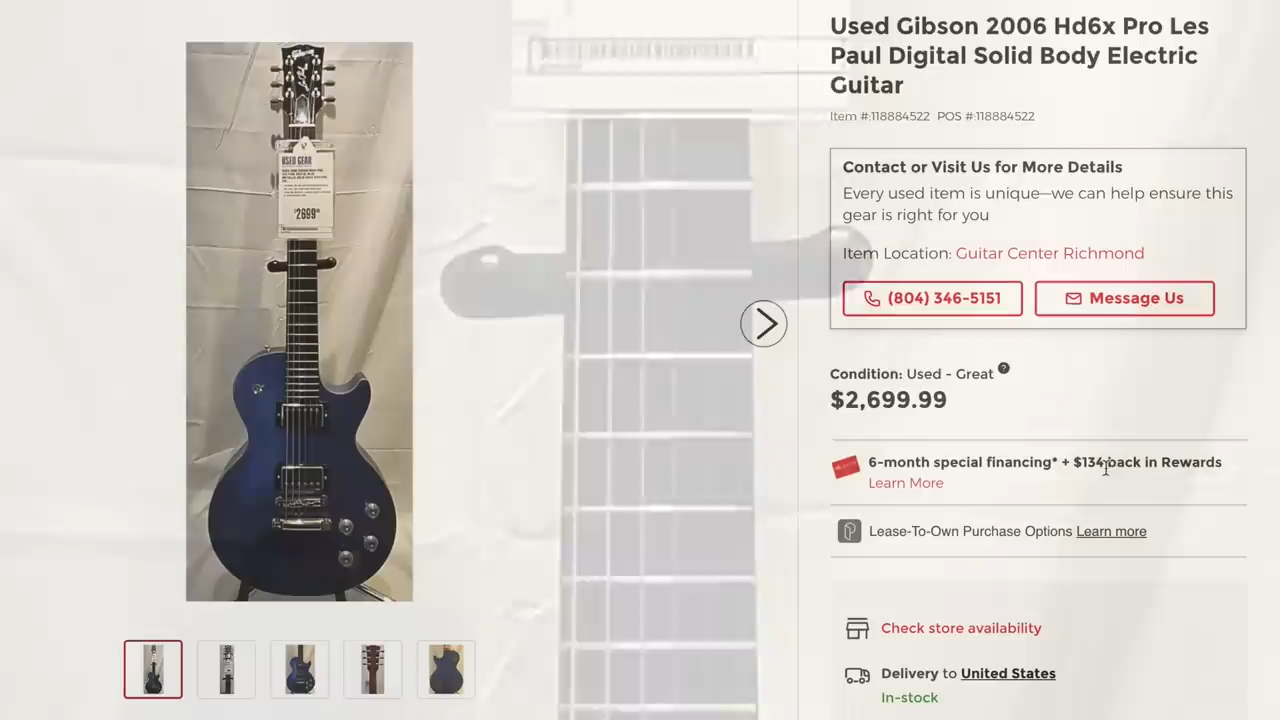 Used Gibson 2006 Hd6x Pro Les
Paul Digital Solid Body Electric
Guitar
Item #:118884522 POS #:118884522
Contact or Visit Us for More Details
Every used item is unique—we can help ensure this
gear is right for you
Item Location: Guitar Center Richmond
(804) 346-5151
Message Us
Condition: Used - Great
$2,699.99
6-month special financing* + $134 back in Rewards
Learn More
Lease-To-Own Purchase Options Learn more
Check store availability
Delivery to United States
In-stock
USED GEAR
$2699